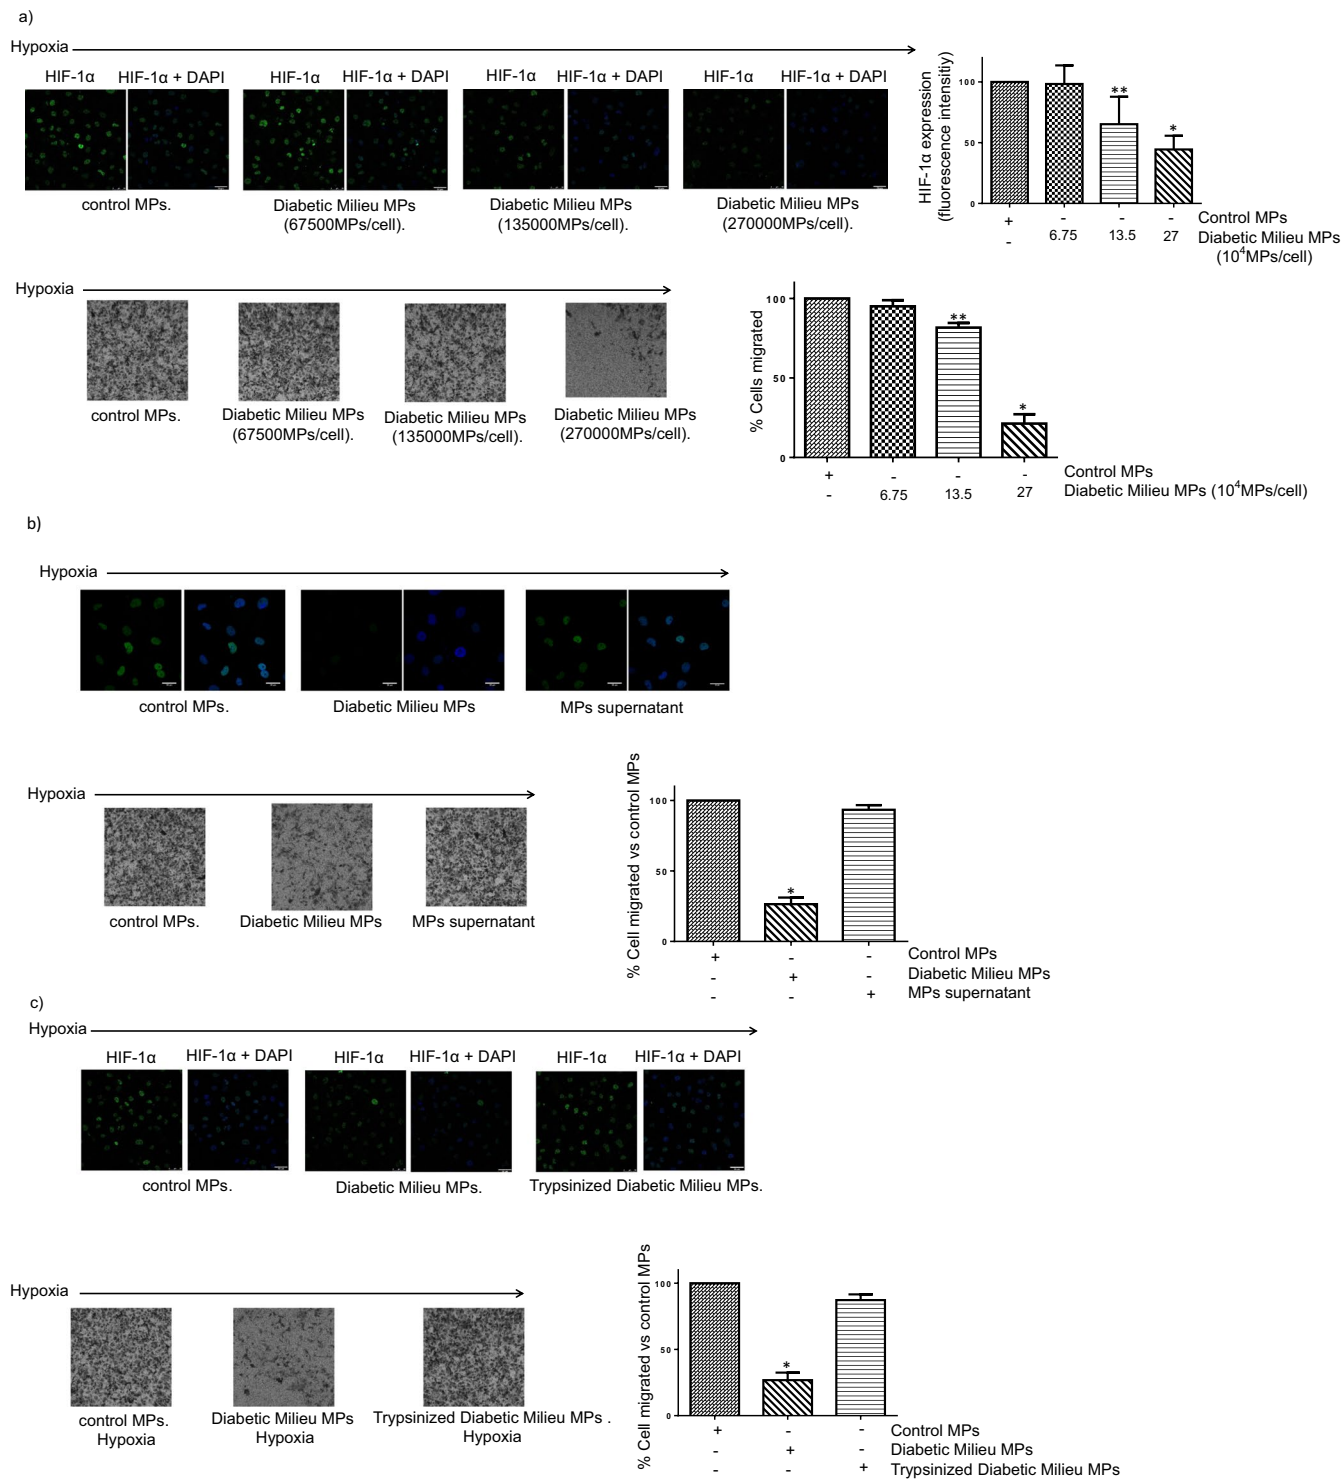 a)
Hypoxia
HIF-1α HIF-1α + DAPI HIF-1α HIF-1α + DAPI HIF-1α HIF-1α + DAPI HIF-1α HIF-1α + DAPI
control MPs.
Diabetic Milieu MPs
(67500MPs/cell).
Diabetic Milieu MPs
(135000MPs/cell).
Diabetic Milieu MPs
(270000MPs/cell).
HIF-1α expression
(fluorescence intensitiy)
100
50
0
**
*
+ - - - Control MPs
- 6.75 13.5 27 Diabetic Milieu MPs
(10⁴MPs/cell)
Hypoxia
control MPs.
Diabetic Milieu MPs
(67500MPs/cell).
Diabetic Milieu MPs
(135000MPs/cell).
Diabetic Milieu MPs
(270000MPs/cell).
% Cells migrated
100
50
0
**
*
+ - - - Control MPs
- 6.75 13.5 27 Diabetic Milieu MPs (10⁴MPs/cell)
b)
Hypoxia
control MPs.
Diabetic Milieu MPs
MPs supernatant
Hypoxia
control MPs.
Diabetic Milieu MPs
MPs supernatant
% Cell migrated vs control MPs
100
50
0
*
+ - - Control MPs
- + - Diabetic Milieu MPs
- - + MPs supernatant
c)
Hypoxia
HIF-1α HIF-1α + DAPI HIF-1α HIF-1α + DAPI HIF-1α HIF-1α + DAPI
control MPs.
Diabetic Milieu MPs.
Trypsinized Diabetic Milieu MPs.
Hypoxia
control MPs.
Hypoxia
Diabetic Milieu MPs
Hypoxia
Trypsinized Diabetic Milieu MPs .
Hypoxia
% Cell migrated vs control MPs
100
50
0
*
+ - - Control MPs
- + - Diabetic Milieu MPs
- - + Trypsinized Diabetic Milieu MPs